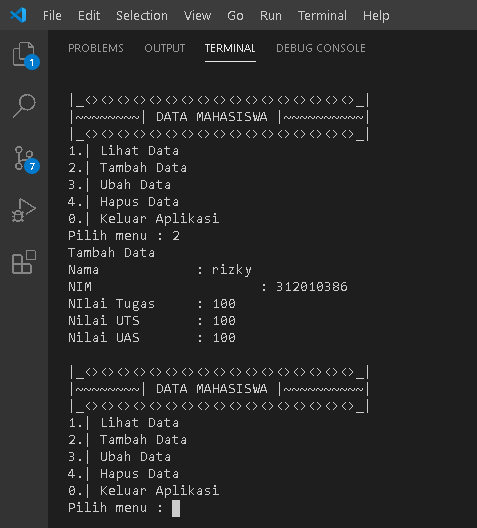 File Edit Selection View Go Run Terminal Help
PROBLEMS OUTPUT TERMINAL DEBUG CONSOLE
1
7
|_<><><><><><><><><><><><><><><><><>_|
|~~~~~~~~| DATA MAHASISWA |~~~~~~~~~~|
|_<><><><><><><><><><><><><><><><><>_|
1.| Lihat Data
2.| Tambah Data
3.| Ubah Data
4.| Hapus Data
0.| Keluar Aplikasi
Pilih menu : 2
Tambah Data
Nama : rizky
NIM : 312010386
NIlai Tugas : 100
Nilai UTS : 100
Nilai UAS : 100
|_<><><><><><><><><><><><><><><><><>_|
|~~~~~~~~| DATA MAHASISWA |~~~~~~~~~~|
|_<><><><><><><><><><><><><><><><><>_|
1.| Lihat Data
2.| Tambah Data
3.| Ubah Data
4.| Hapus Data
0.| Keluar Aplikasi
Pilih menu :